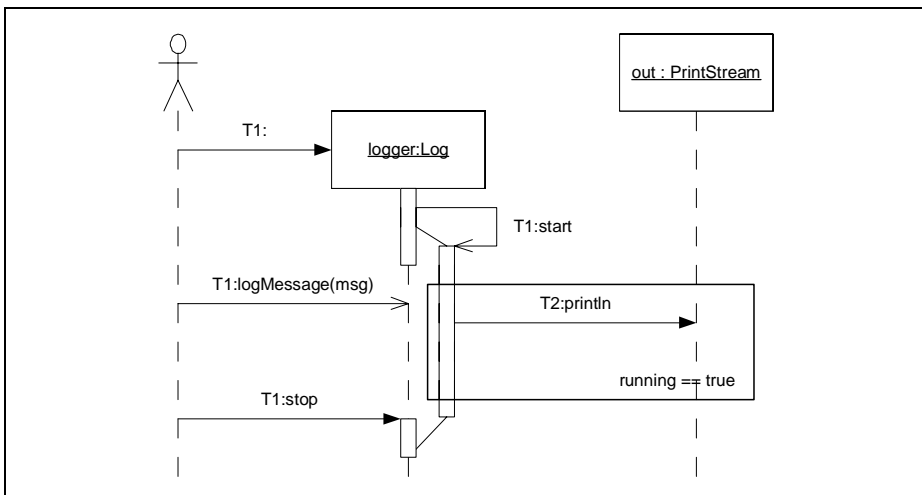 out : PrintStream
T1:
logger:Log
T1:start
T1:logMessage(msg)
T2:println
running == true
T1:stop